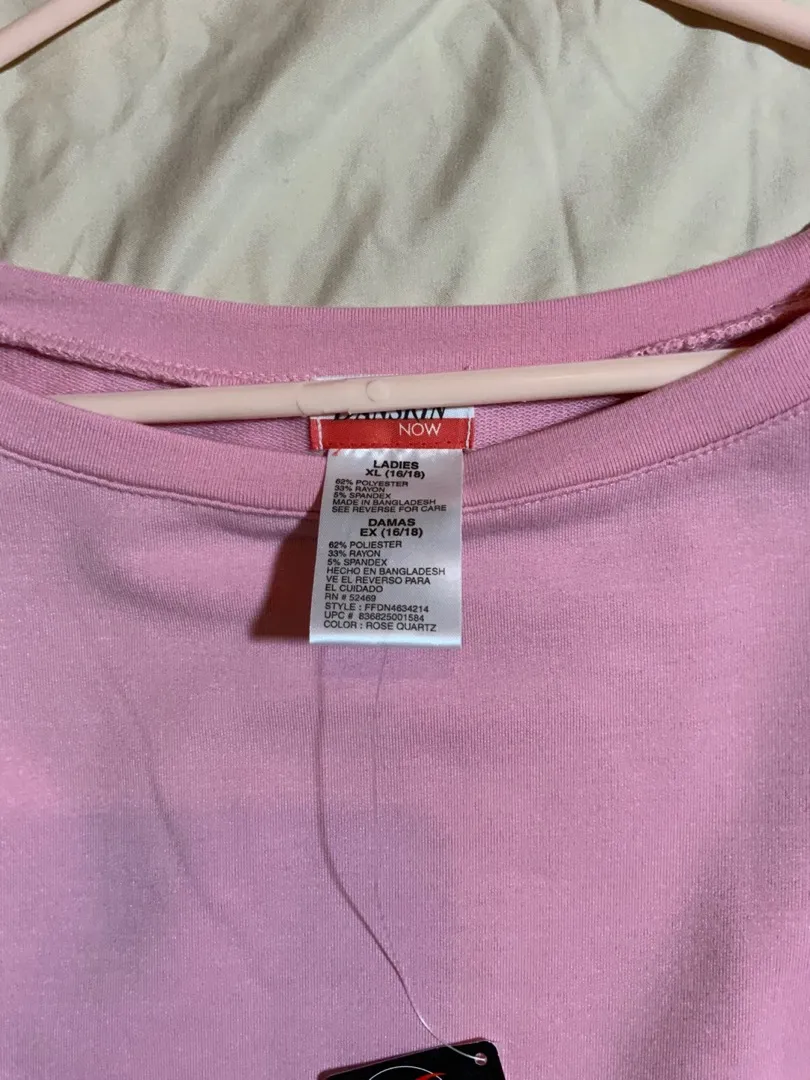 DANSKIN
NOW
LADIES
XL (16/18)
62% POLYESTER
33% RAYON
5% SPANDEX
MADE IN BANGLADESH
SEE REVERSE FOR CARE
DAMAS
EX (16/18)
62% POLIESTER
33% RAYON
5% SPANDEX
HECHO EN BANGLADESH
VE EL REVERSO PARA
EL CUIDADO
RN # 52469
STYLE : FFDN4634214
UPC # 836825001584
COLOR : ROSE QUARTZ